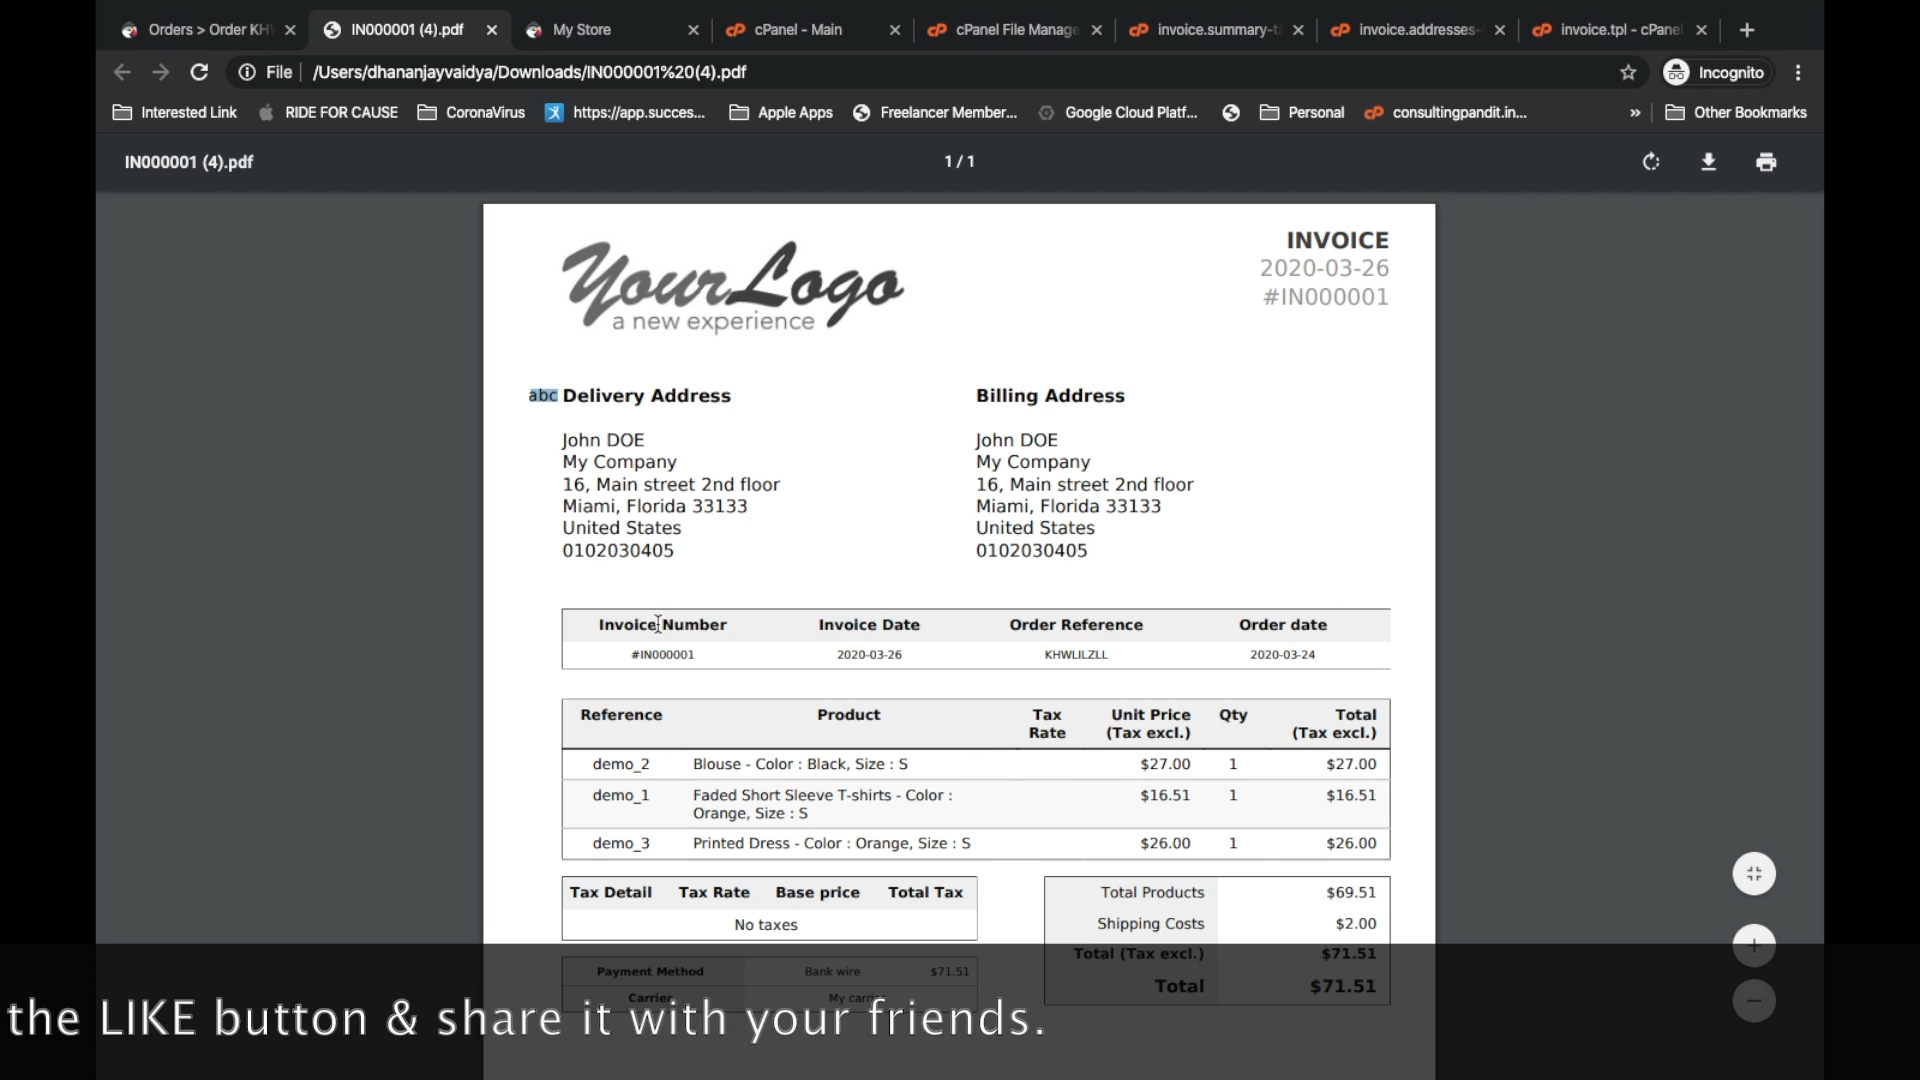 Orders > Order KH
IN000001 (4).pdf
My Store
cPanel - Main
cPanel File Manage
invoice.summary-t
invoice.addresses-
invoice.tpl - cPanel
File
/Users/dhananjayvaidya/Downloads/IN000001%20(4).pdf
Incognito
Interested Link
RIDE FOR CAUSE
CoronaVirus
https://app.succes...
Apple Apps
Freelancer Member...
Google Cloud Platf...
Personal
consultingpandit.in...
»
Other Bookmarks
IN000001 (4).pdf
1 / 1
YourLogo
a new experience
INVOICE
2020-03-26
#IN000001
abc Delivery Address
John DOE
My Company
16, Main street 2nd floor
Miami, Florida 33133
United States
0102030405
Billing Address
John DOE
My Company
16, Main street 2nd floor
Miami, Florida 33133
United States
0102030405
Invoice Number Invoice Date Order Reference Order date
#IN000001 2020-03-26 KHWLILZLL 2020-03-24
Reference Product Tax Rate Unit Price (Tax excl.) Qty Total (Tax excl.)
demo_2 Blouse - Color : Black, Size : S $27.00 1 $27.00
demo_1 Faded Short Sleeve T-shirts - Color : $16.51 1 $16.51
Orange, Size : S
demo_3 Printed Dress - Color : Orange, Size : S $26.00 1 $26.00
Tax Detail Tax Rate Base price Total Tax
No taxes
Payment Method Bank wire $71.51
Carrier My carrier
Total Products $69.51
Shipping Costs $2.00
Total (Tax excl.) $71.51
Total $71.51
the LIKE button & share it with your friends.